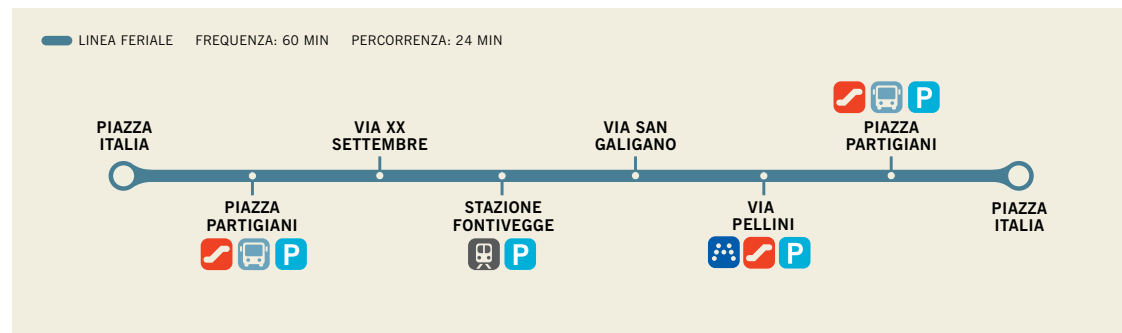 LINEA FERIALE FREQUENZA: 60 MIN PERCORRENZA: 24 MIN
PIAZZA
ITALIA
PIAZZA
PARTIGIANI
P
VIA XX
SETTEMBRE
STAZIONE
FONTIVEGGE
P
VIA SAN
GALIGANO
VIA
PELLINI
P
P
PIAZZA
PARTIGIANI
PIAZZA
ITALIA